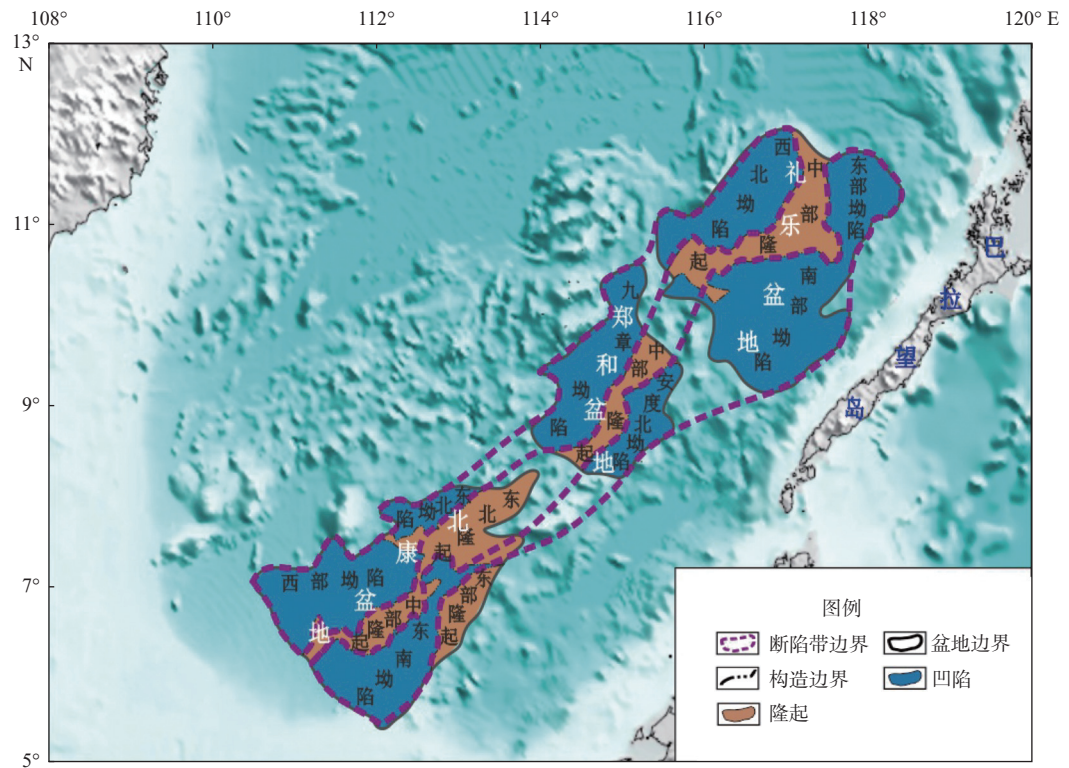 108°
110°
112°
114°
116°
118°
120° E
13°
N
11°
9°
7°
5°
礼乐盆地
西北坳陷
中部隆起
东部坳陷
南部坳陷
郑和盆地
九章坳陷
中部隆起
安度北坳陷
北康盆地
东北坳陷
东北隆起
西部坳陷
中部隆起
东部隆起
东南坳陷
巴拉望岛
图例
断陷带边界
盆地边界
构造边界
凹陷
隆起